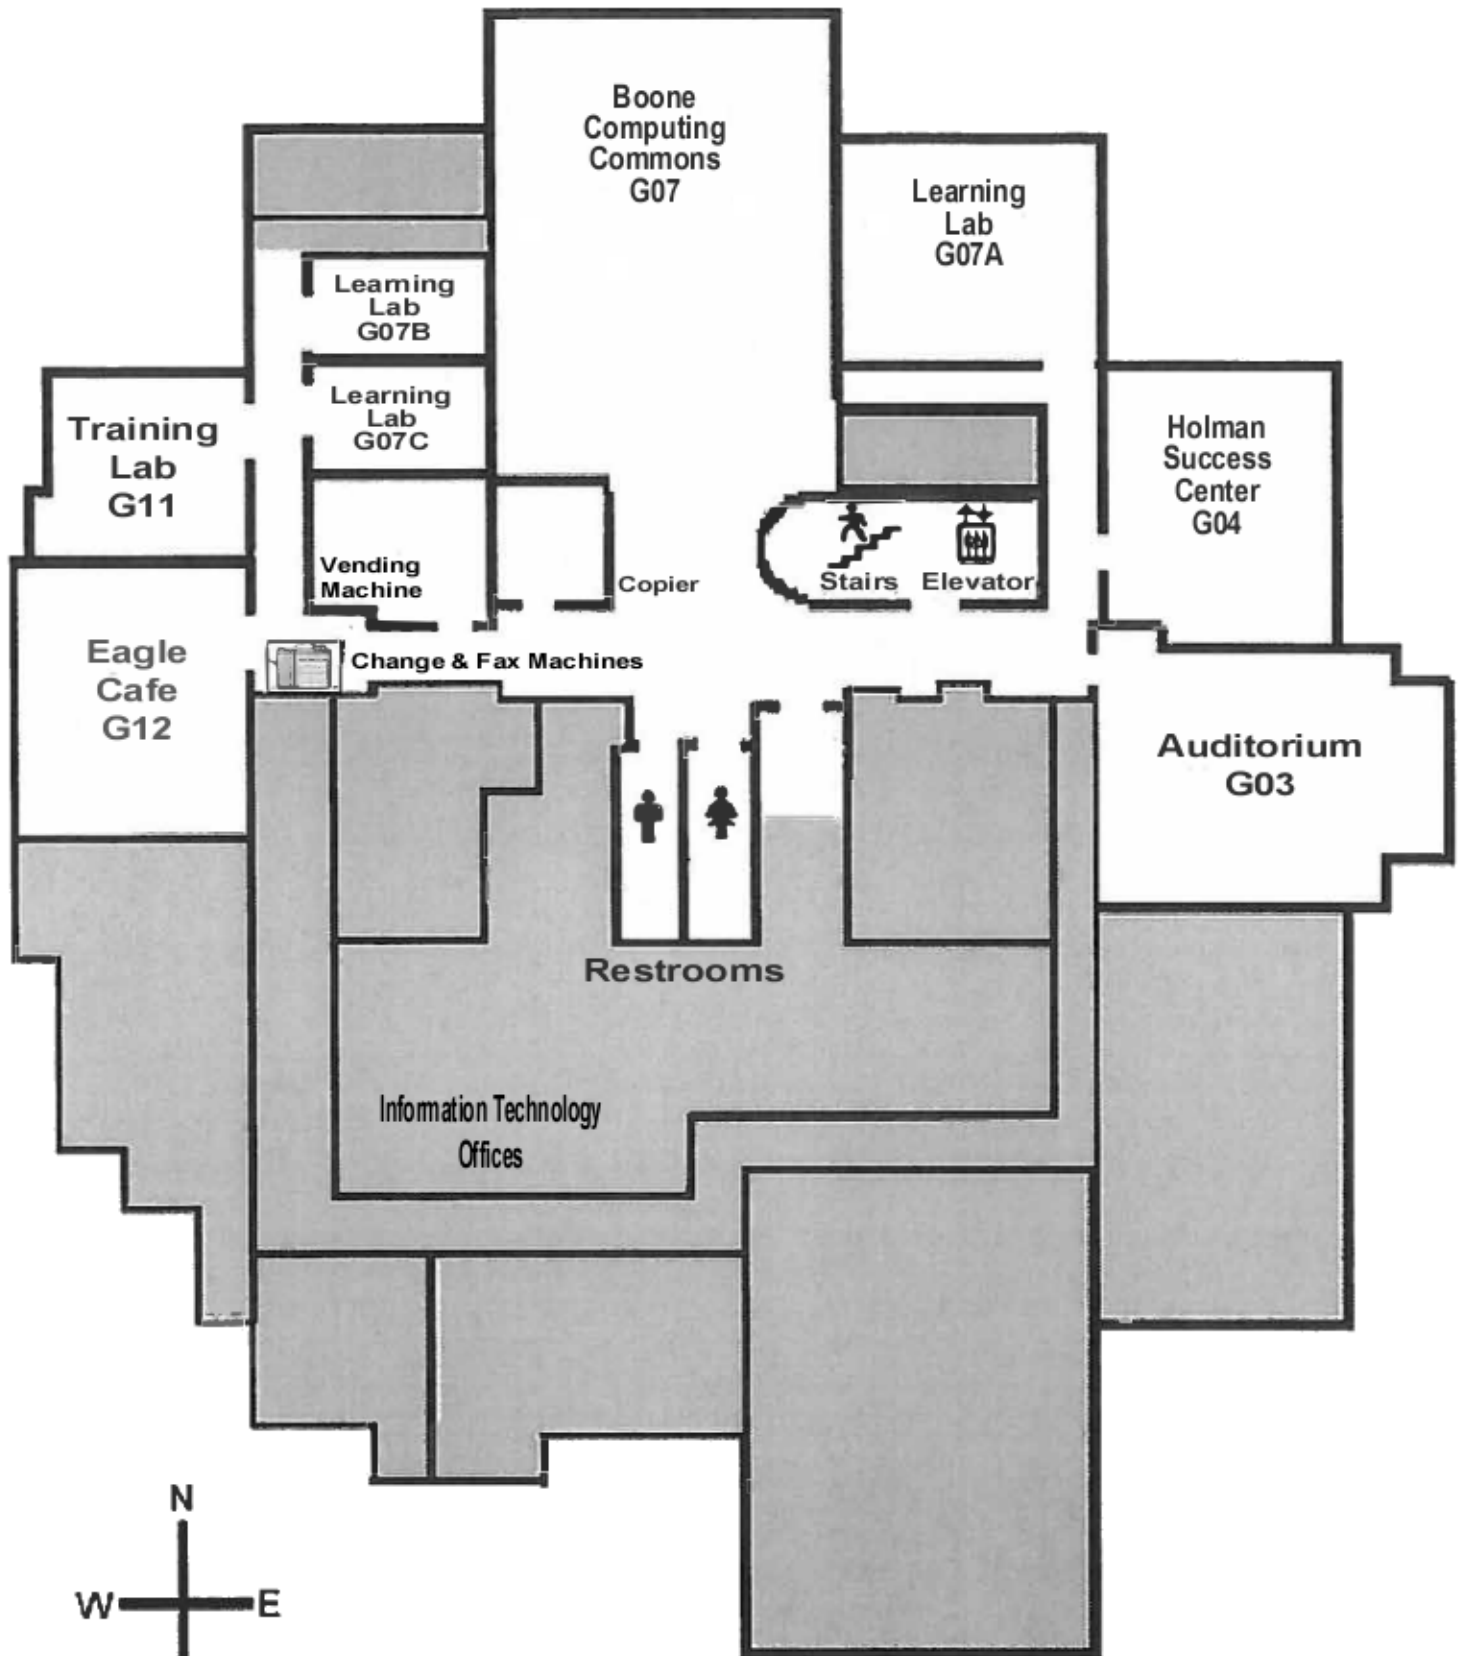 Boone
Computing
Commons
G07
Learning
Lab
G07A
Learning
Lab
G07B
Learning
Lab
G07C
Training
Lab
G11
Holman
Success
Center
G04
Vending
Machine
Copier
Stairs
Elevator
Eagle
Cafe
G12
Change & Fax Machines
Auditorium
G03
Restrooms
Information Technology
Offices
N
W
E